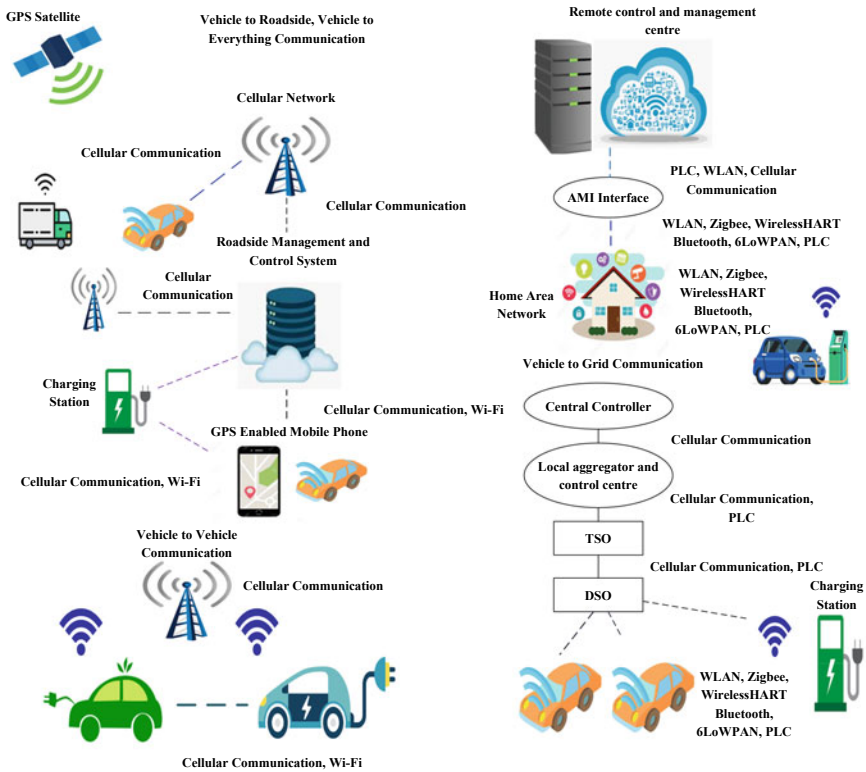 GPS Satellite
Vehicle to Roadside, Vehicle to
Everything Communication
Cellular Network
Cellular Communication
Cellular Communication
Roadside Management and
Control System
Cellular
Communication
Charging
Station
Cellular Communication, Wi-Fi
GPS Enabled Mobile Phone
Cellular Communication, Wi-Fi
Vehicle to Vehicle
Communication
Cellular Communication
Cellular Communication, Wi-Fi
Remote control and management
centre
PLC, WLAN, Cellular
Communication
AMI Interface
WLAN, Zigbee, WirelessHART
Bluetooth, 6LoWPAN, PLC
Home Area
Network
WLAN, Zigbee,
WirelessHART
Bluetooth,
6LoWPAN, PLC
Vehicle to Grid Communication
Central Controller
Cellular Communication
Local aggregator and
control centre
Cellular Communication,
PLC
TSO
Cellular Communication, PLC
DSO
Charging
Station
WLAN, Zigbee,
WirelessHART
Bluetooth,
6LoWPAN, PLC